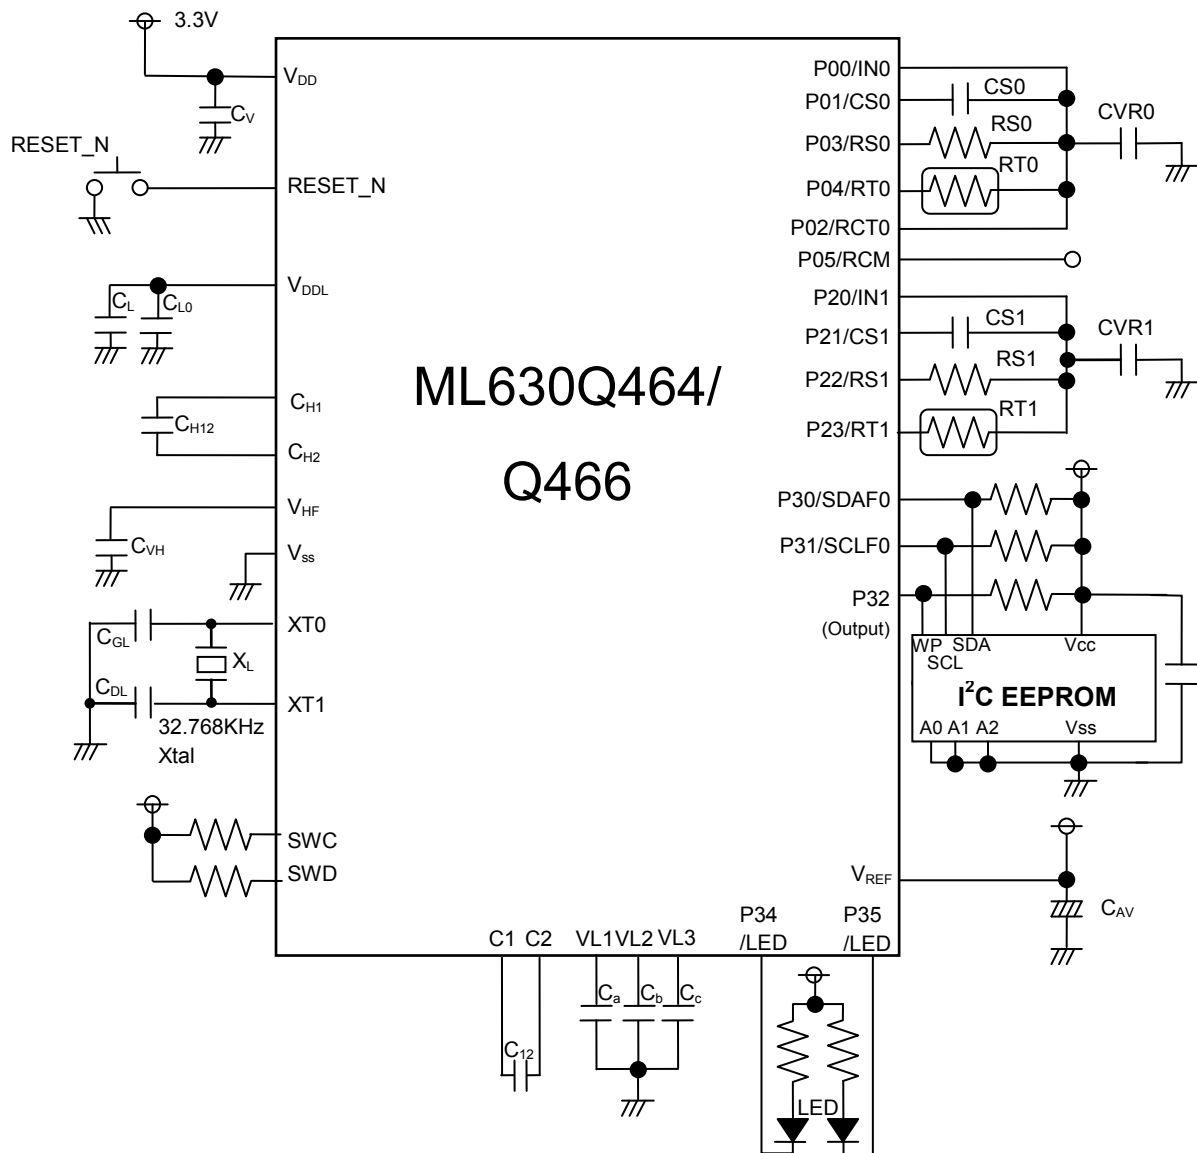 3.3V
VDD
CV
RESET_N
RESET_N
VDDL
CL
CL0
CH1
CH12
CH2
VHF
CVH
Vss
XT0
CGL
XL
CDL
XT1
32.768KHz
Xtal
SWC
SWD
ML630Q464/
Q466
P00/IN0
P01/CS0
CS0
CVR0
P03/RS0
RS0
RT0
P04/RT0
P02/RCT0
P05/RCM
P20/IN1
P21/CS1
CS1
CVR1
RS1
P22/RS1
RT1
P23/RT1
P30/SDAF0
P31/SCLF0
P32
(Output)
WP
SCL
SDA
Vcc
I²C EEPROM
A0
A1
A2
Vss
VREF
CAV
C1
C2
VL1
VL2
VL3
P34
/LED
P35
/LED
Ca
Cb
Cc
C12
LED